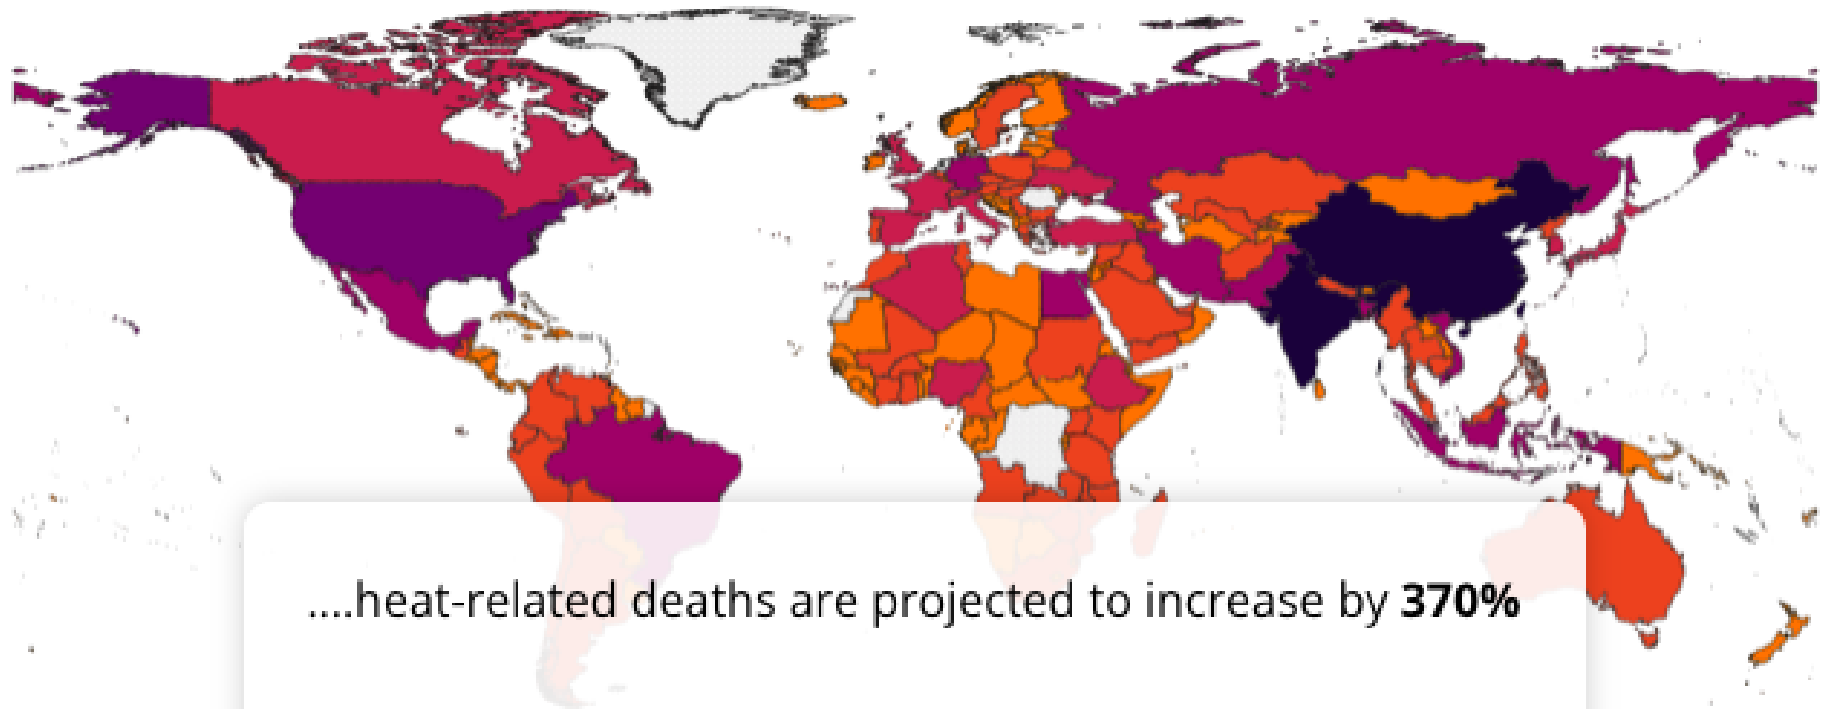 ....heat-related deaths are projected to increase by 370%